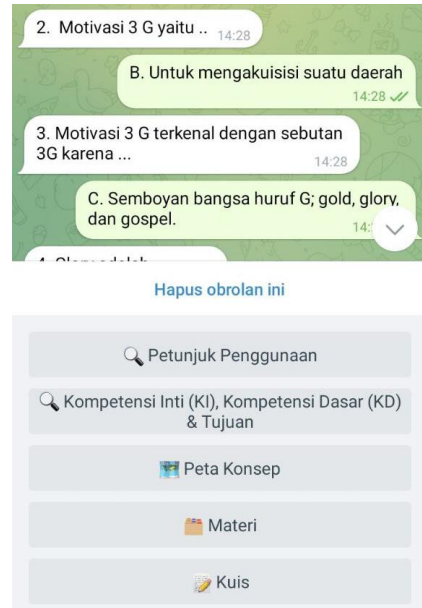 2. Motivasi 3 G yaitu ..
14:28
B. Untuk mengakuisisi suatu daerah
14:28
3. Motivasi 3 G terkenal dengan sebutan
3G karena ...
14:28
C. Semboyan bangsa huruf G; gold, glory,
dan gospel.
14:
Hapus obrolan ini
Petunjuk Penggunaan
Kompetensi Inti (KI), Kompetensi Dasar (KD)
& Tujuan
Peta Konsep
Materi
Kuis